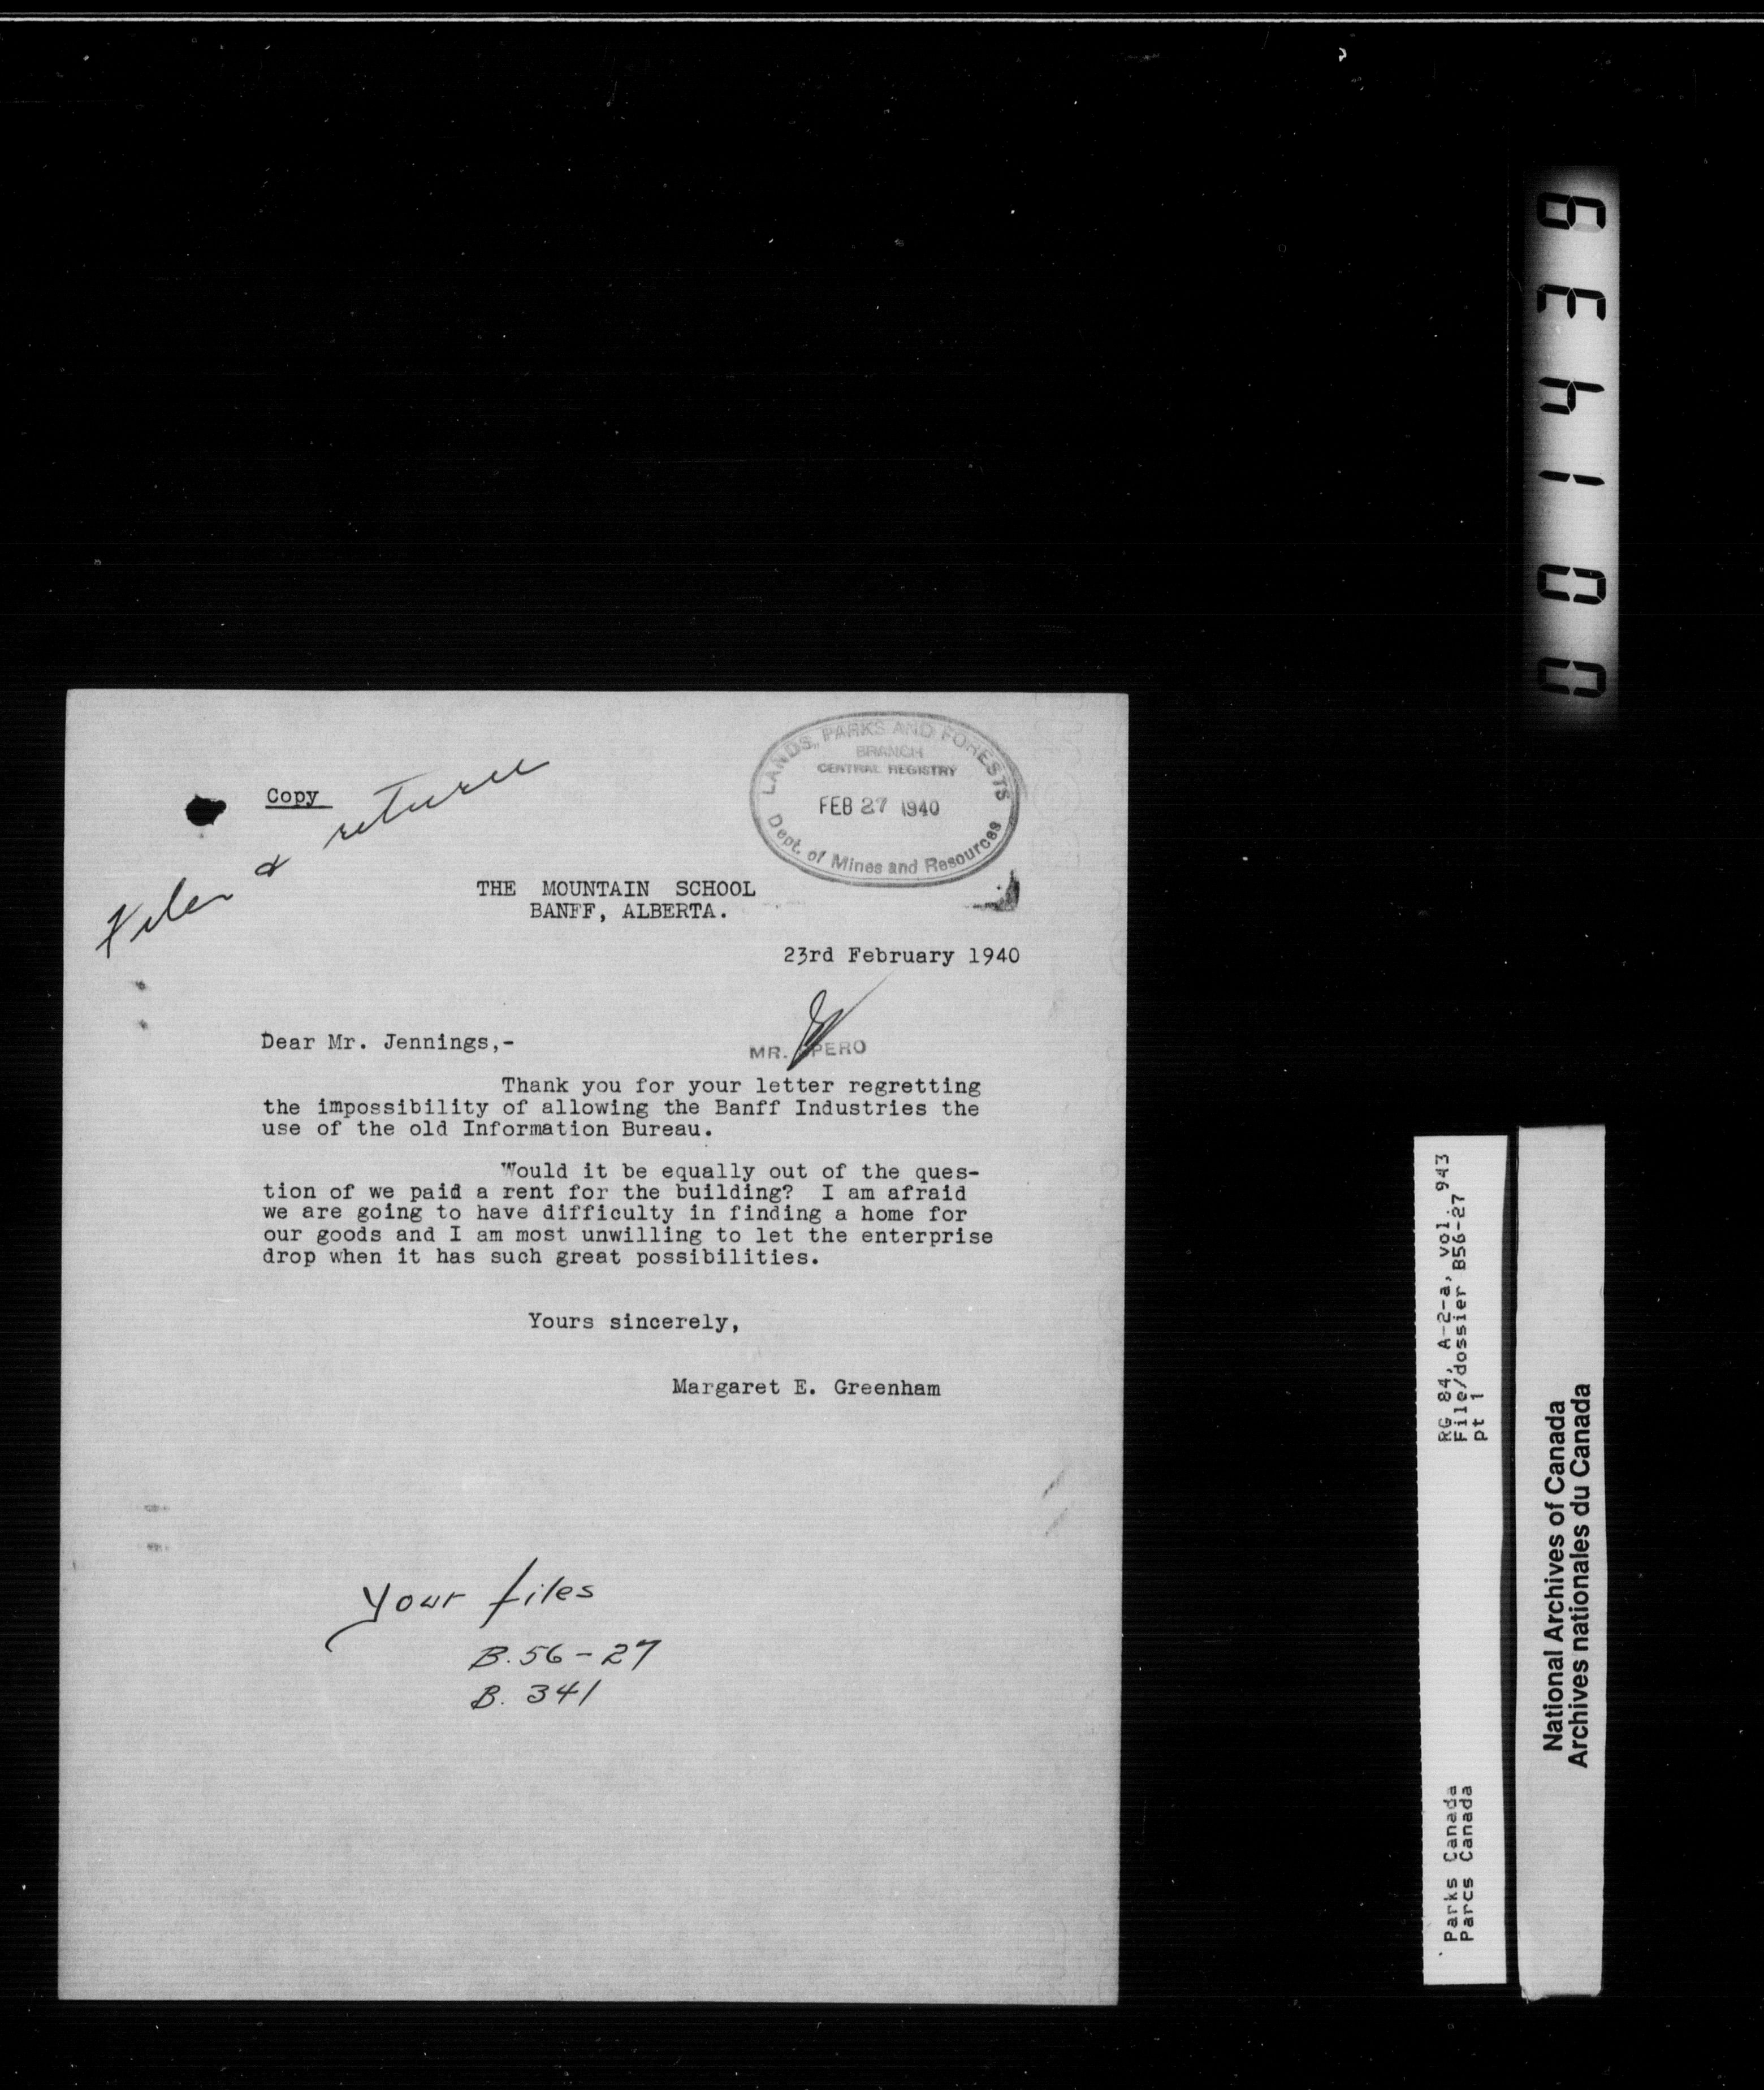 Copy
Files & return
LANDS, PARKS AND FORESTS
BRANCH
CENTRAL REGISTRY
FEB 27 1940
Dept. of Mines and Resources
THE MOUNTAIN SCHOOL
BANFF, ALBERTA.
23rd February 1940
Dear Mr. Jennings,-
MR. SPERO
Thank you for your letter regretting
the impossibility of allowing the Banff Industries the
use of the old Information Bureau.
Would it be equally out of the ques-
tion of we paid a rent for the building? I am afraid
we are going to have difficulty in finding a home for
our goods and I am most unwilling to let the enterprise
drop when it has such great possibilities.
Yours sincerely,
Margaret E. Greenham
Your files
B.56-27
B. 341
RG 84, A-2-a, vol. 943
File/dossier B56-27
pt 1
Parks Canada
Parcs Canada
National Archives of Canada
Archives nationales du Canada